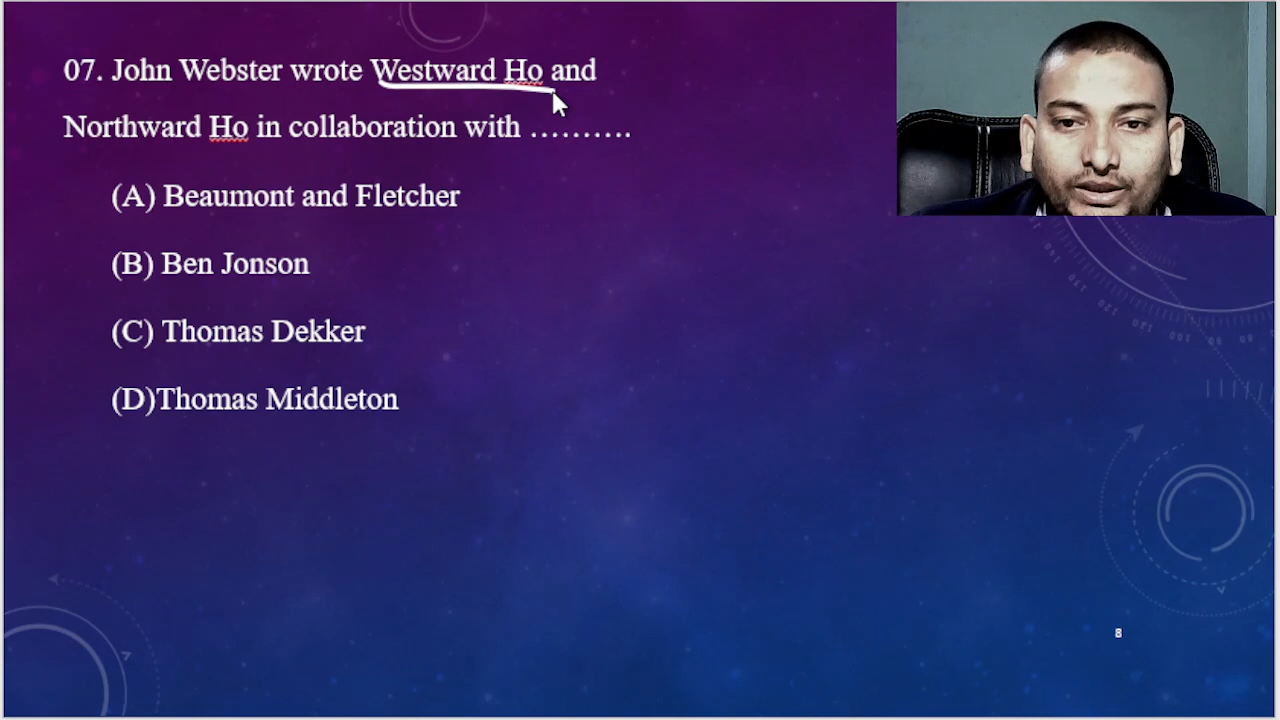 07. John Webster wrote Westward Ho and
Northward Ho in collaboration with ..........
(A) Beaumont and Fletcher
(B) Ben Jonson
(C) Thomas Dekker
(D)Thomas Middleton
8